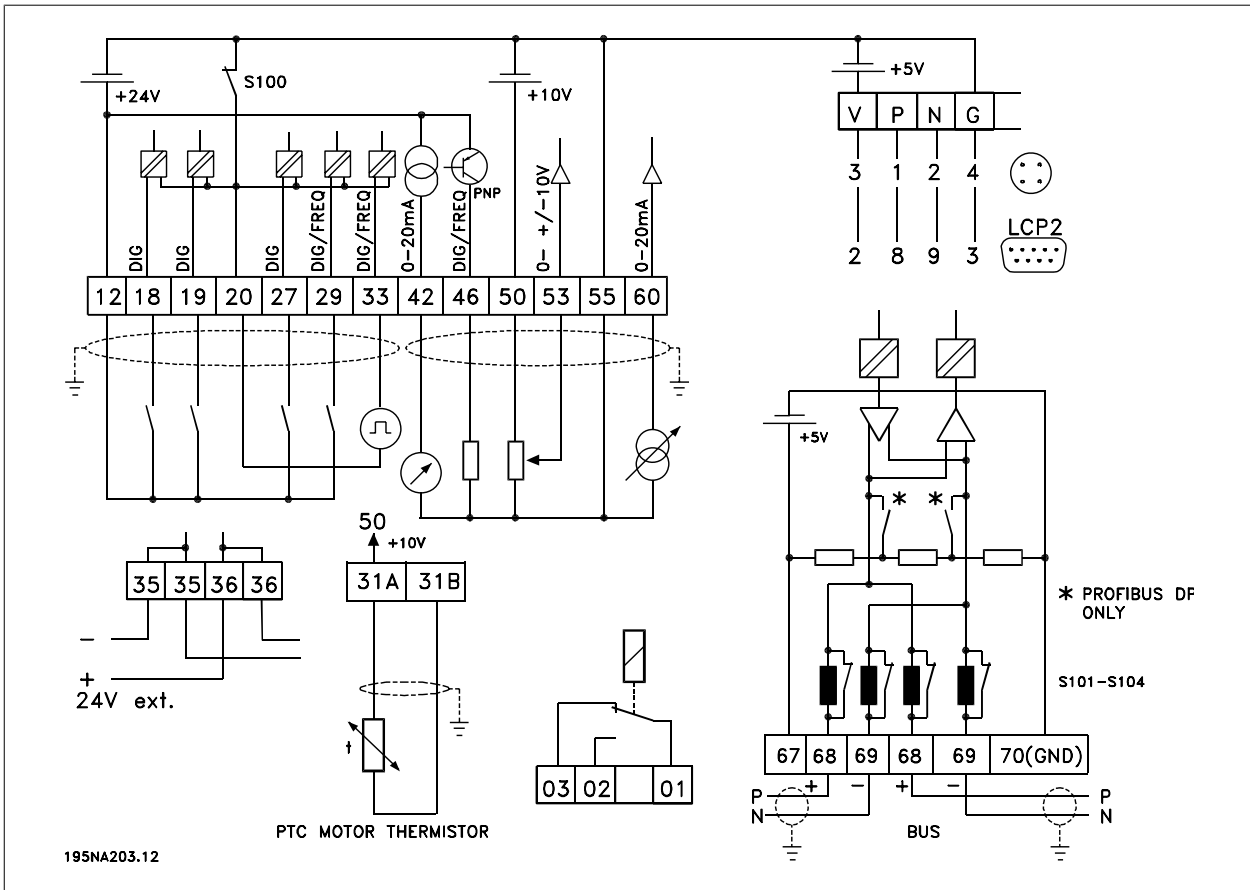 +24V
S100
+10V
+5V
V P N G
3 1 2 4
LCP2
2 8 9 3
DIG
DIG
DIG
DIG/FREQ
DIG/FREQ
0-20mA
DIG/FREQ
PNP
0- +/-10V
0-20mA
12 18 19 20 27 29 33 42 46 50 53 55 60
+5V
* *
50
+10V
35 35 36 36
31A 31B
-
+
24V ext.
* PROFIBUS DP
ONLY
S101-S104
t
03 02 01
67 68 69 68 69 70(GND)
+ - + -
P
N
P
N
BUS
PTC MOTOR THERMISTOR
195NA203.12